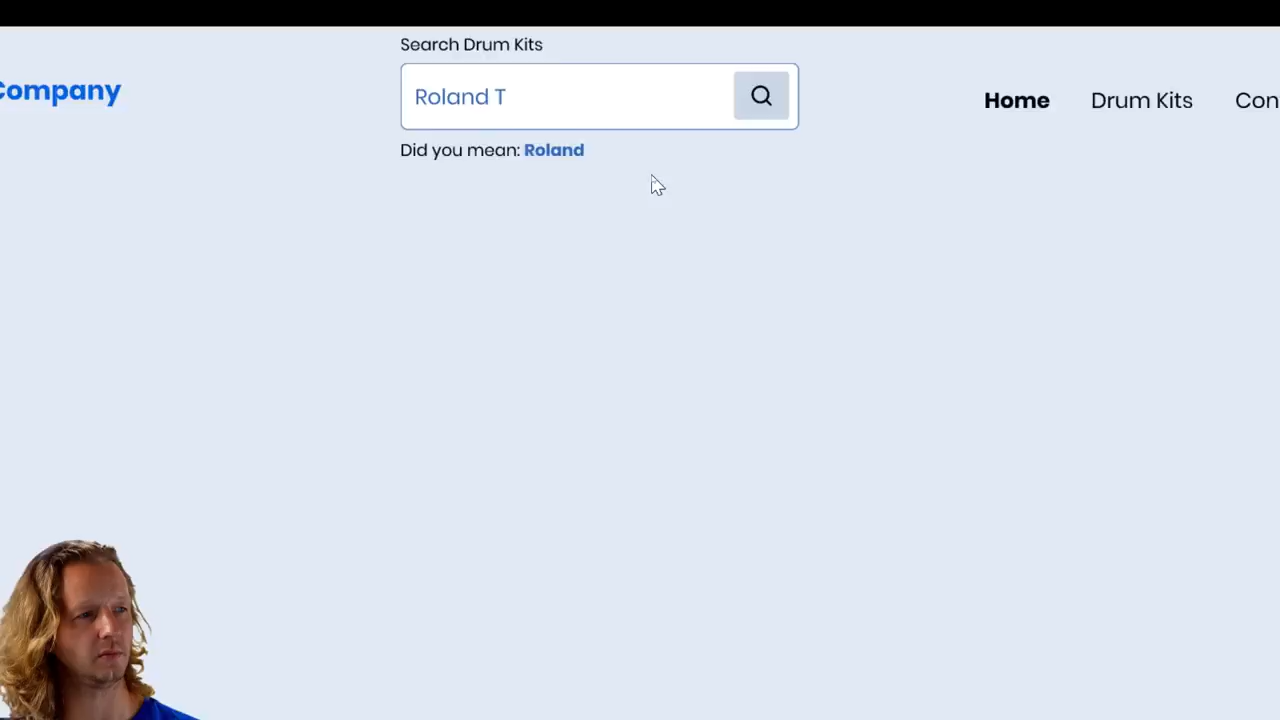 Search Drum Kits
Company
Roland T
Home Drum Kits Con
Did you mean: Roland